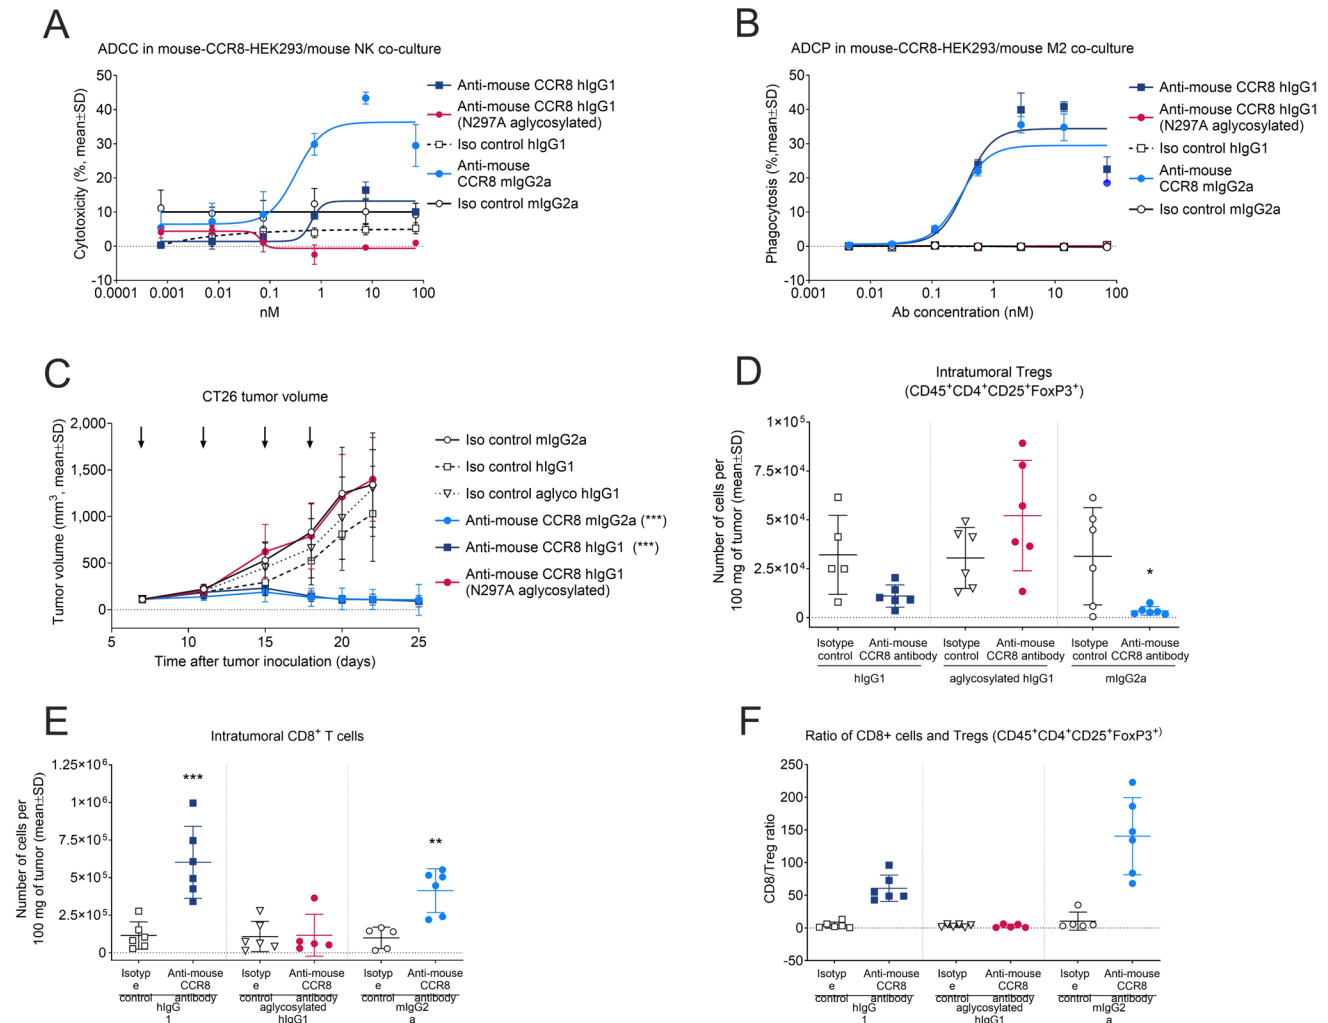 A
ADCC in mouse-CCR8-HEK293/mouse NK co-culture
Cytotoxicity (%, mean±SD)
50
40
30
20
10
0
-10
0.0001
0.001
0.01
0.1
1
10
100
nM
Anti-mouse CCR8 hIgG1
Anti-mouse CCR8 hIgG1
(N297A aglycosylated)
Iso control hIgG1
Anti-mouse
CCR8 mIgG2a
Iso control mIgG2a
B
ADCP in mouse-CCR8-HEK293/mouse M2 co-culture
Phagocytosis (%,mean±SD)
50
40
30
20
10
0
-10
0.001
0.01
0.1
1
10
100
Ab concentration (nM)
Anti-mouse CCR8 hIgG1
Anti-mouse CCR8 hIgG1
(N297A aglycosylated)
Iso control hIgG1
Anti-mouse
CCR8 mIgG2a
Iso control mIgG2a
C
CT26 tumor volume
Tumor volume (mm³, mean±SD)
2,000
1,500
1,000
500
0
5
10
15
20
25
Time after tumor inoculation (days)
Iso control mIgG2a
Iso control hIgG1
Iso control aglyco hIgG1
Anti-mouse CCR8 mIgG2a (***)
Anti-mouse CCR8 hIgG1 (***)
Anti-mouse CCR8 hIgG1
(N297A aglycosylated)
D
Intratumoral Tregs
(CD45⁺CD4⁺CD25⁺FoxP3⁺)
Number of cells per
100 mg of tumor (mean±SD)
1×10⁵
7.5×10⁴
5×10⁴
2.5×10⁴
0
*
Isotype Anti-mouse Isotype Anti-mouse Isotype Anti-mouse
control CCR8 antibody control CCR8 antibody control CCR8 antibody
hIgG1 aglycosylated hIgG1 mIgG2a
E
Intratumoral CD8⁺ T cells
Number of cells per
100 mg of tumor (mean±SD)
1.25×10⁶
1×10⁶
7.5×10⁵
5×10⁵
2.5×10⁵
0
***
**
Isotyp Anti-mouse Isotyp Anti-mouse Isotyp Anti-mouse
e CCR8 e CCR8 e CCR8
control antibody control antibody control antibody
hIgG aglycosylated mIgG2
1 hIgG1 a
F
Ratio of CD8+ cells and Tregs (CD45⁺CD4⁺CD25⁺FoxP3⁺⁾
CD8/Treg ratio
250
200
150
100
50
0
-50
Isotyp Anti-mouse Isotyp Anti-mouse Isotyp Anti-mouse
e CCR8 e CCR8 e CCR8
control antibody control antibody control antibody
hIgG aglycosylated mIgG2
1 hIgG1 a